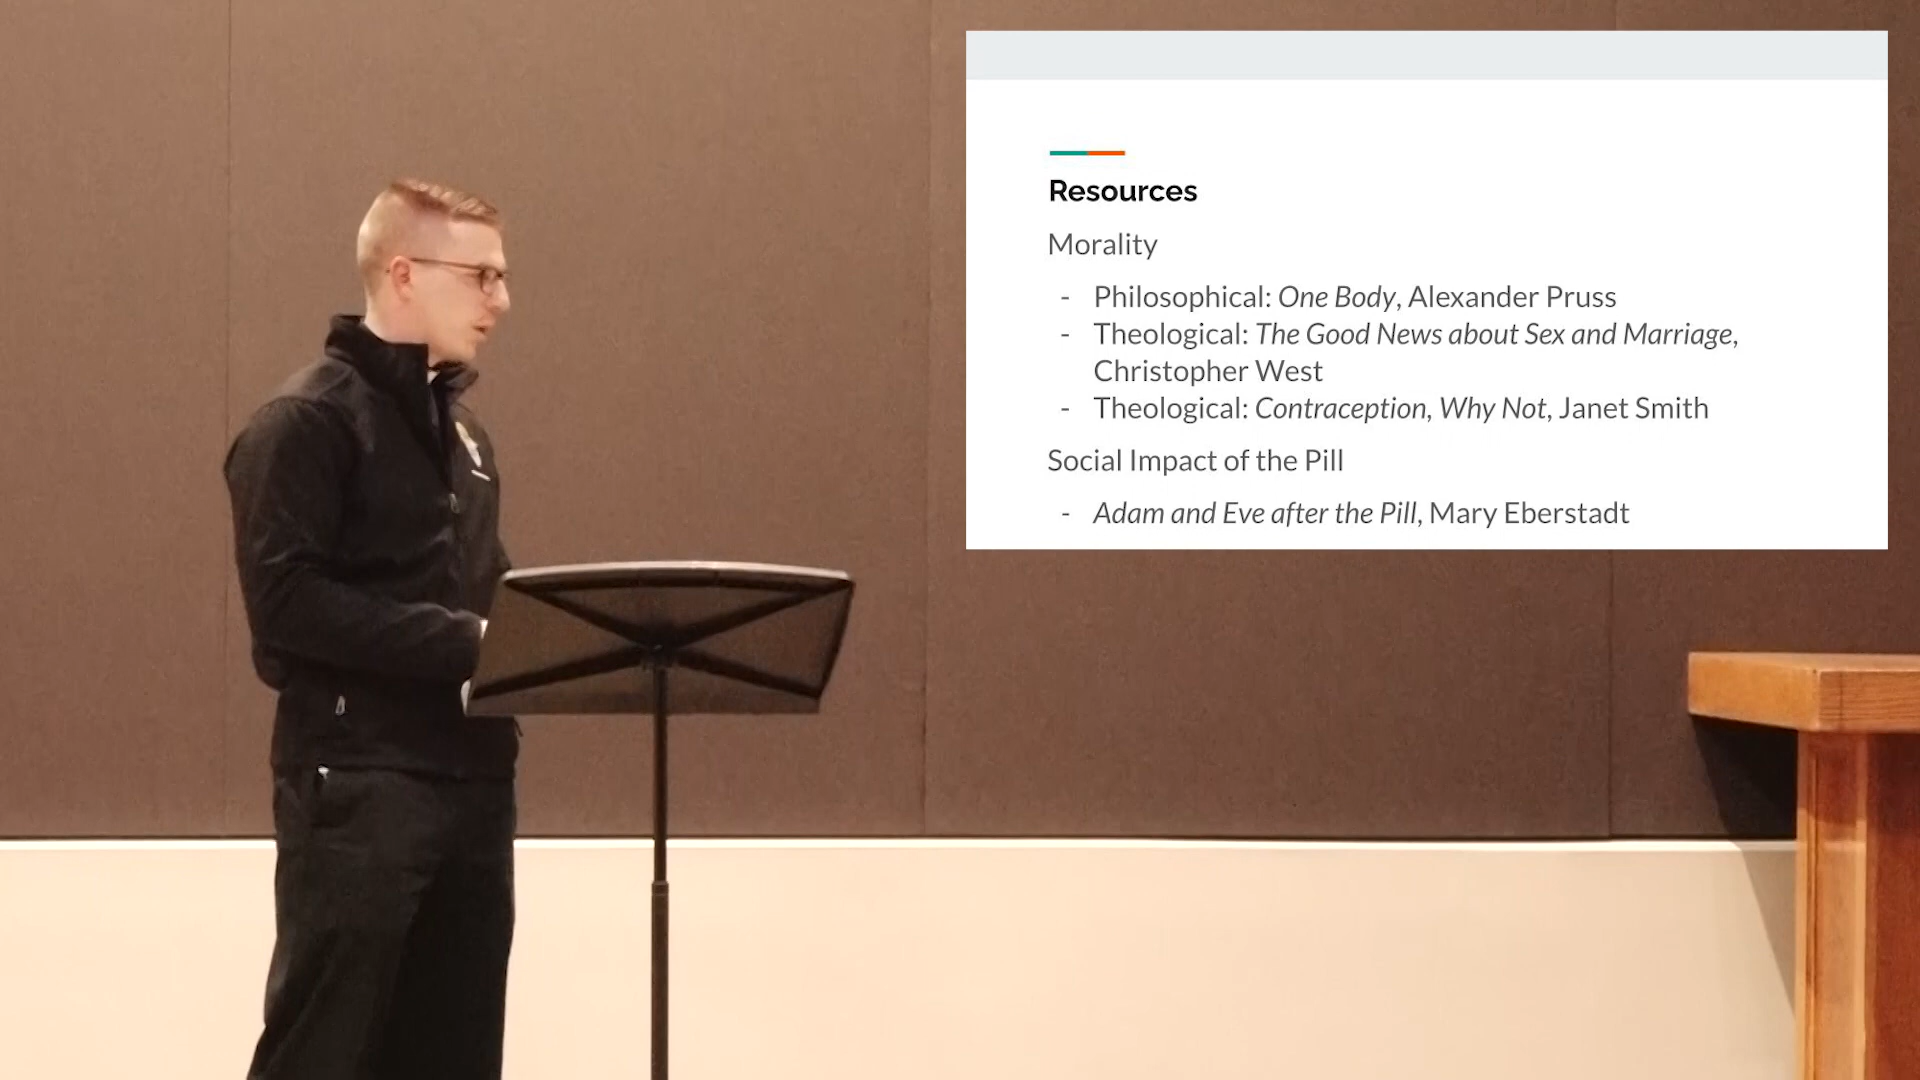 Resources
Morality
- Philosophical: One Body, Alexander Pruss
- Theological: The Good News about Sex and Marriage,
Christopher West
- Theological: Contraception, Why Not, Janet Smith
Social Impact of the Pill
- Adam and Eve after the Pill, Mary Eberstadt